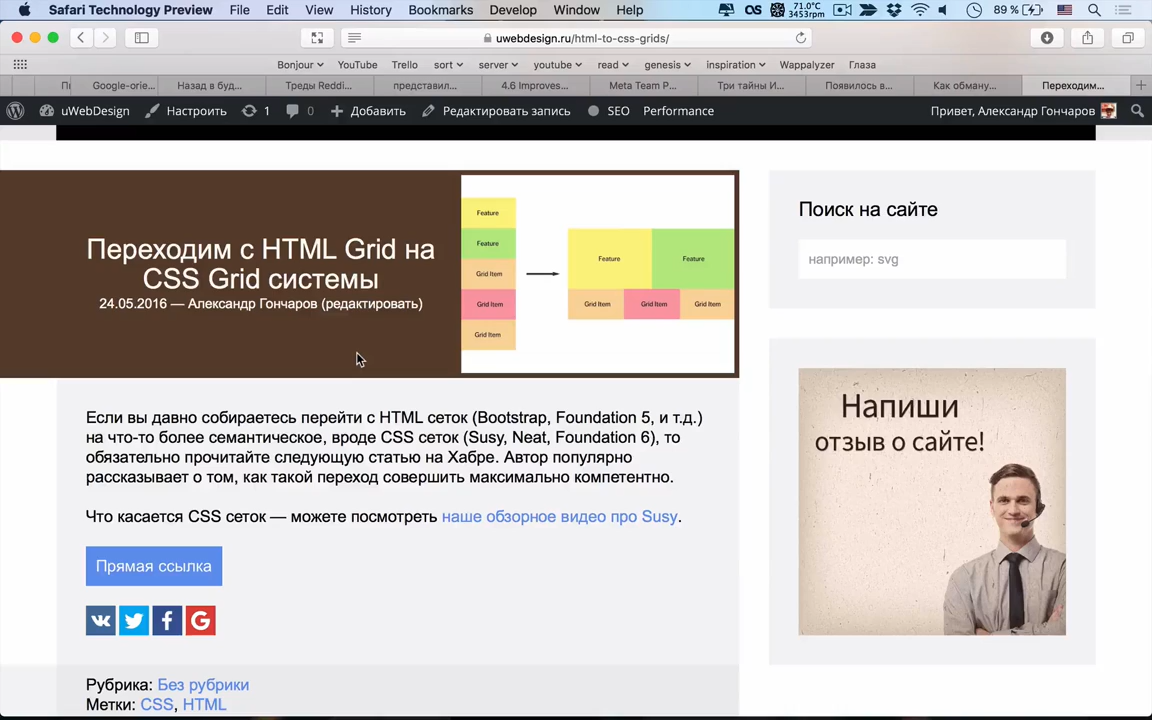 Safari Technology Preview File Edit View History Bookmarks Develop Window Help
71.0°C
3453rpm
89 %
uwebdesign.ru/html-to-css-grids/
Bonjour YouTube Trello sort server youtube read genesis inspiration Wappalyzer Глаза
Google-orie... Назад в буд... Треды Reddi... представил... 4.6 Improves... Meta Team P... Три тайны И... Появилось в... Как обману... Переходим...
uWebDesign Настроить 1 0 Добавить Редактировать запись SEO Performance Привет, Александр Гончаров
Переходим с HTML Grid на
CSS Grid системы
24.05.2016 — Александр Гончаров (редактировать)
Feature
Feature
Grid Item
Grid Item
Grid Item
Feature Feature
Grid Item Grid Item Grid Item
Если вы давно собираетесь перейти с HTML сеток (Bootstrap, Foundation 5, и т.д.)
на что-то более семантическое, вроде CSS сеток (Susy, Neat, Foundation 6), то
обязательно прочитайте следующую статью на Хабре. Автор популярно
рассказывает о том, как такой переход совершить максимально компетентно.
Что касается CSS сеток — можете посмотреть наше обзорное видео про Susy.
Прямая ссылка
Рубрика: Без рубрики
Метки: CSS, HTML
Поиск на сайте
например: svg
Напиши
отзыв о сайте!